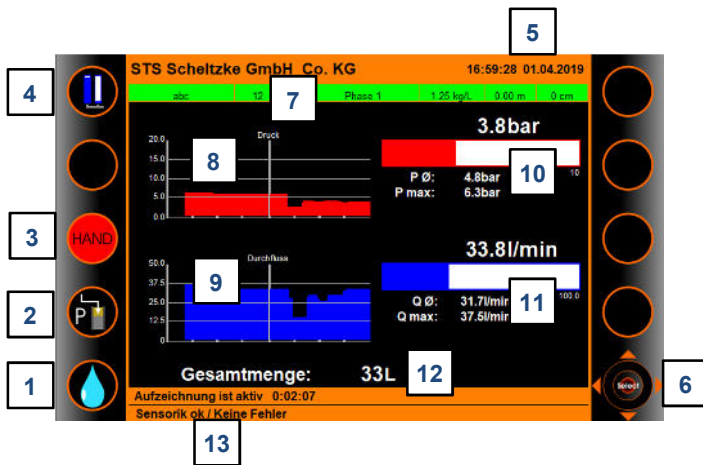 5
STS Scheltzke GmbH Co. KG 16:59:28 01.04.2019
4
abc 12 7 Phase 1 1.25 kg/L 0.00 m 0 cm
3.8bar
Druck
20.0
15.0
10.0
5.0
0.0
8
10
10
P Ø: 4.8bar
P max: 6.3bar
3
HAND
33.8l/min
Durchfluss
50.0
37.5
25.0
12.5
0
9
100.0
11
Q Ø: 31.7l/min
Q max: 37.5l/min
2
P
Gesamtmenge: 33L
12
1
Select
6
Aufzeichnung ist aktiv 0:02:07
Sensorik ok / Keine Fehler
13